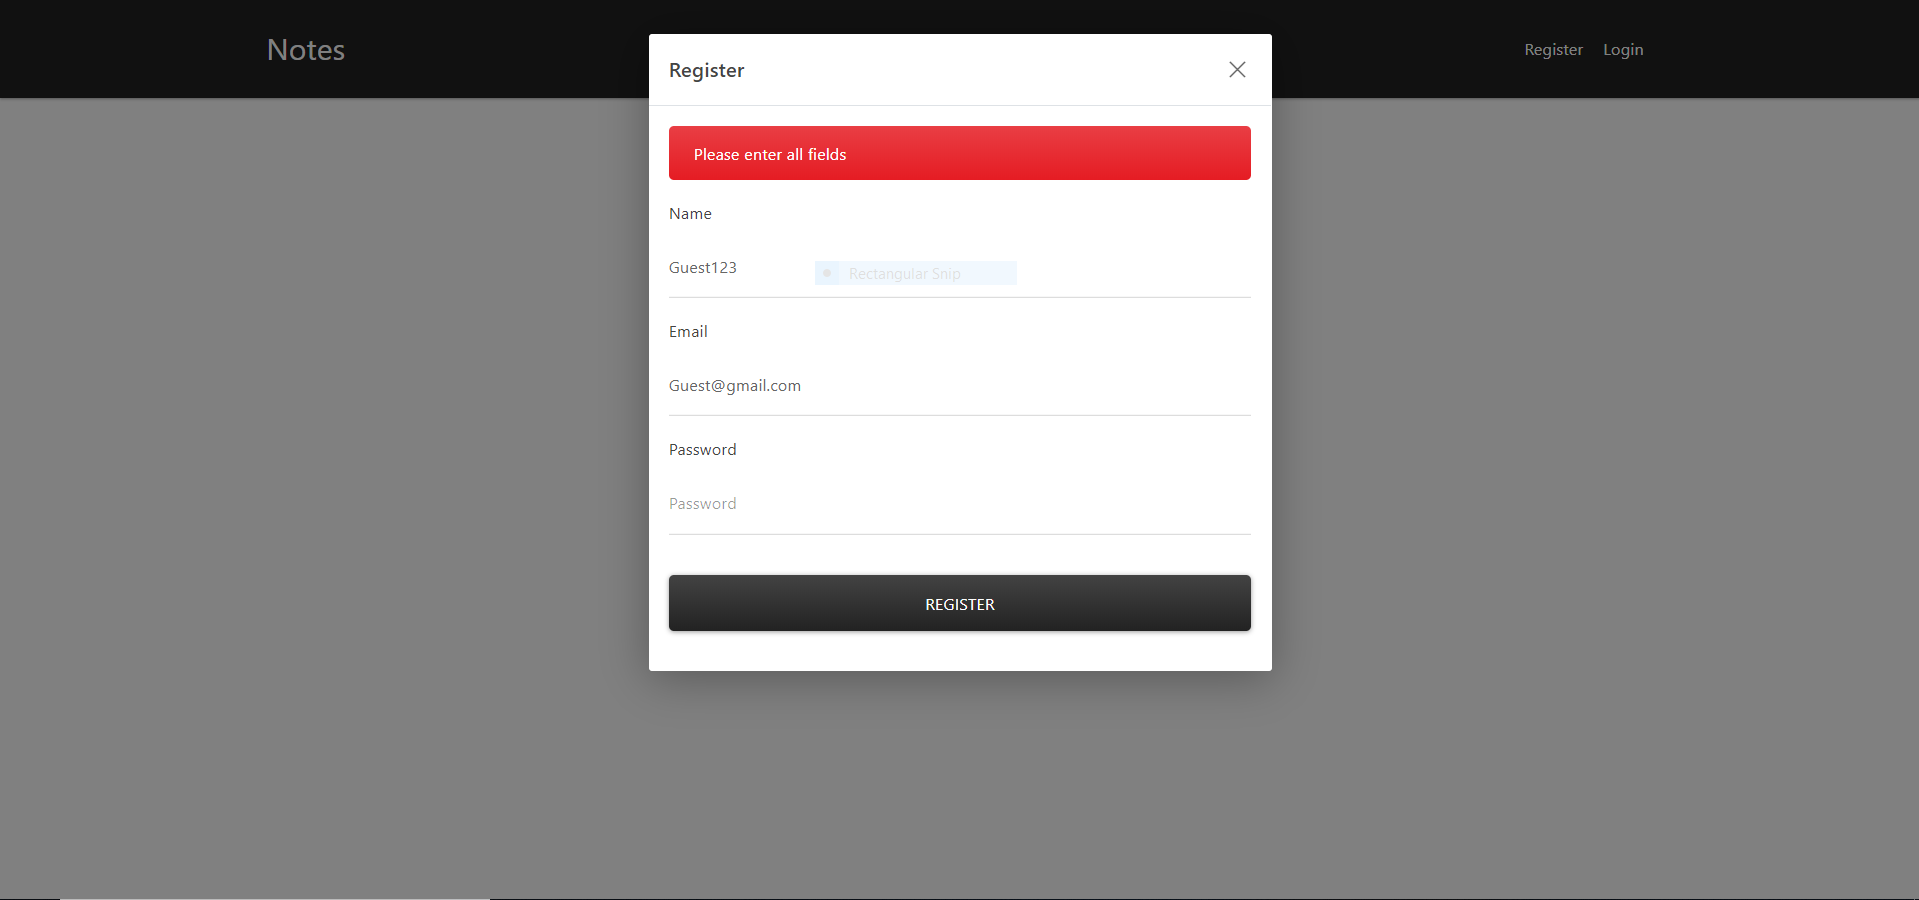 Notes
Register Login
Register
Please enter all fields
Name
Guest123
Rectangular Snip
Email
Guest@gmail.com
Password
Password
REGISTER